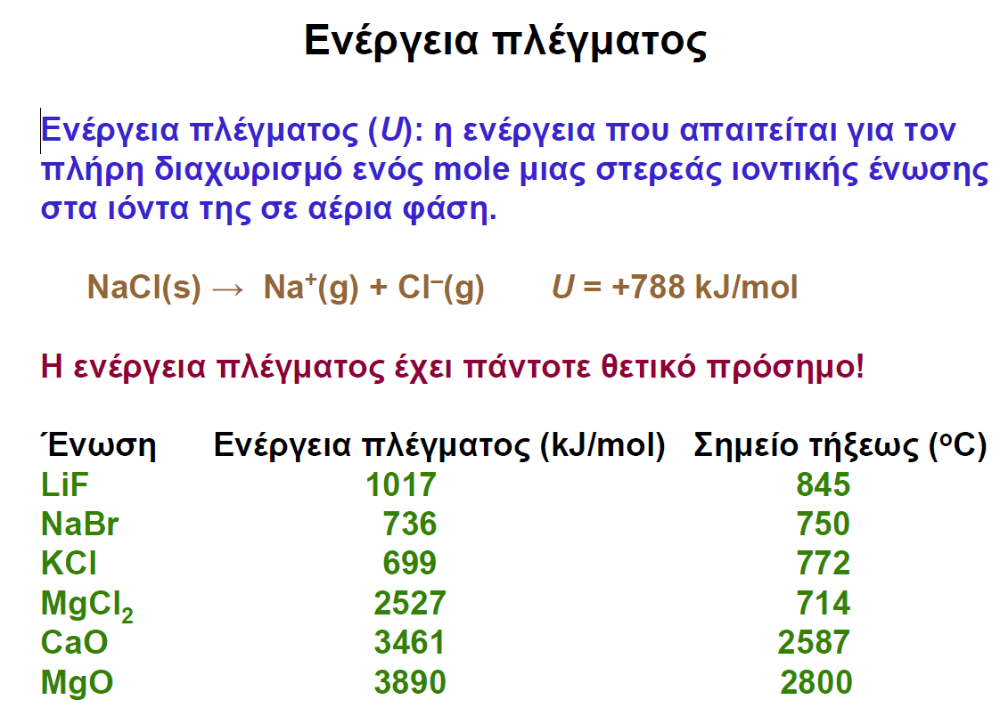 Ενέργεια πλέγματος
Ενέργεια πλέγματος (U): η ενέργεια που απαιτείται για τον
πλήρη διαχωρισμό ενός mole μιας στερεάς ιοντικής ένωσης
στα ιόντα της σε αέρια φάση.
NaCl(s) → Na⁺(g) + Cl⁻(g) U = +788 kJ/mol
Η ενέργεια πλέγματος έχει πάντοτε θετικό πρόσημο!
Ένωση Ενέργεια πλέγματος (kJ/mol) Σημείο τήξεως (ºC)
LiF 1017 845
NaBr 736 750
KCl 699 772
MgCl₂ 2527 714
CaO 3461 2587
MgO 3890 2800